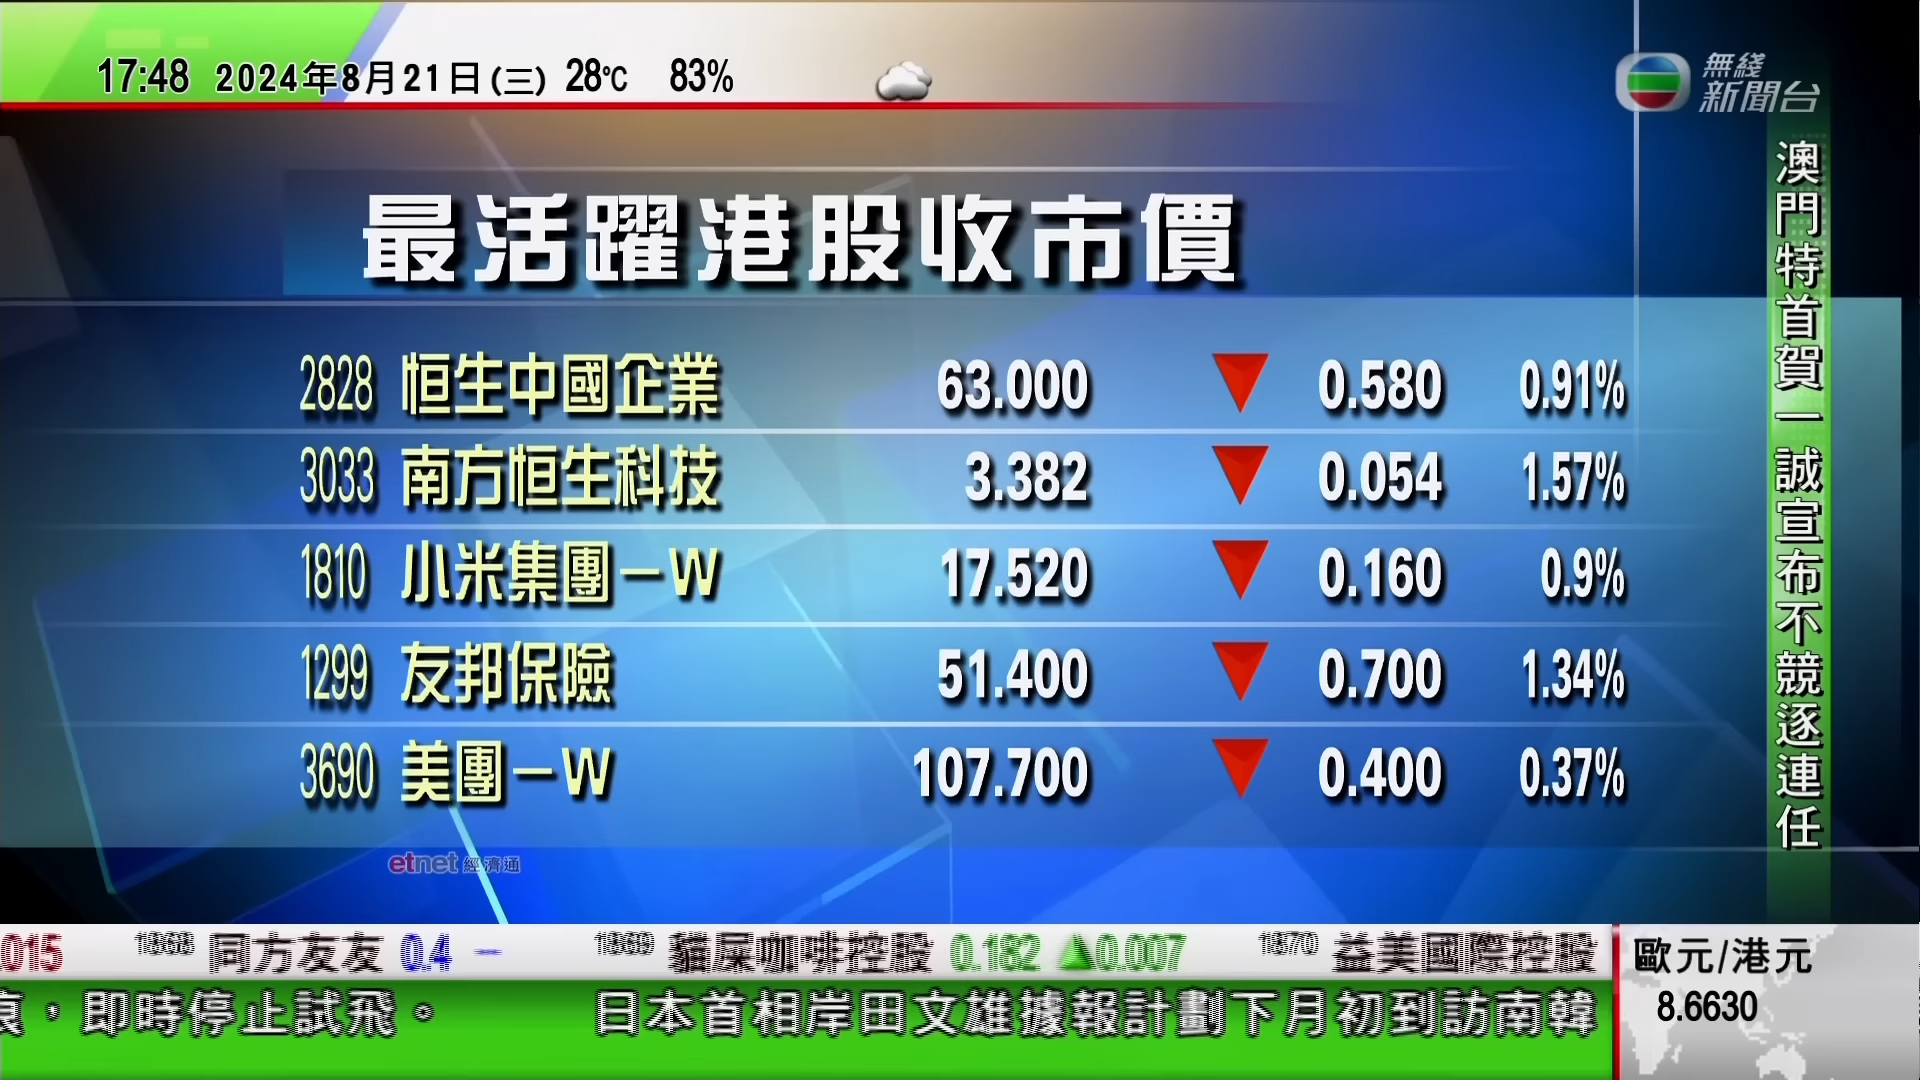 17:48 2024年8月21日(三) 28℃ 83%
無綫
新聞台
最活躍港股收市價
2828 恒生中國企業 63.000 ▼ 0.580 0.91%
3033 南方恒生科技 3.382 ▼ 0.054 1.57%
1810 小米集團－W 17.520 ▼ 0.160 0.9%
1299 友邦保險 51.400 ▼ 0.700 1.34%
3690 美團－W 107.700 ▼ 0.400 0.37%
etnet 經濟通
澳門特首賀一誠宣布不競逐連任
015 1868 同方友友 0.4 － 1869 貓屎咖啡控股 0.182 ▲0.007 1870 益美國際控股
，即時停止試飛。 日本首相岸田文雄據報計劃下月初到訪南韓
歐元/港元
8.6630